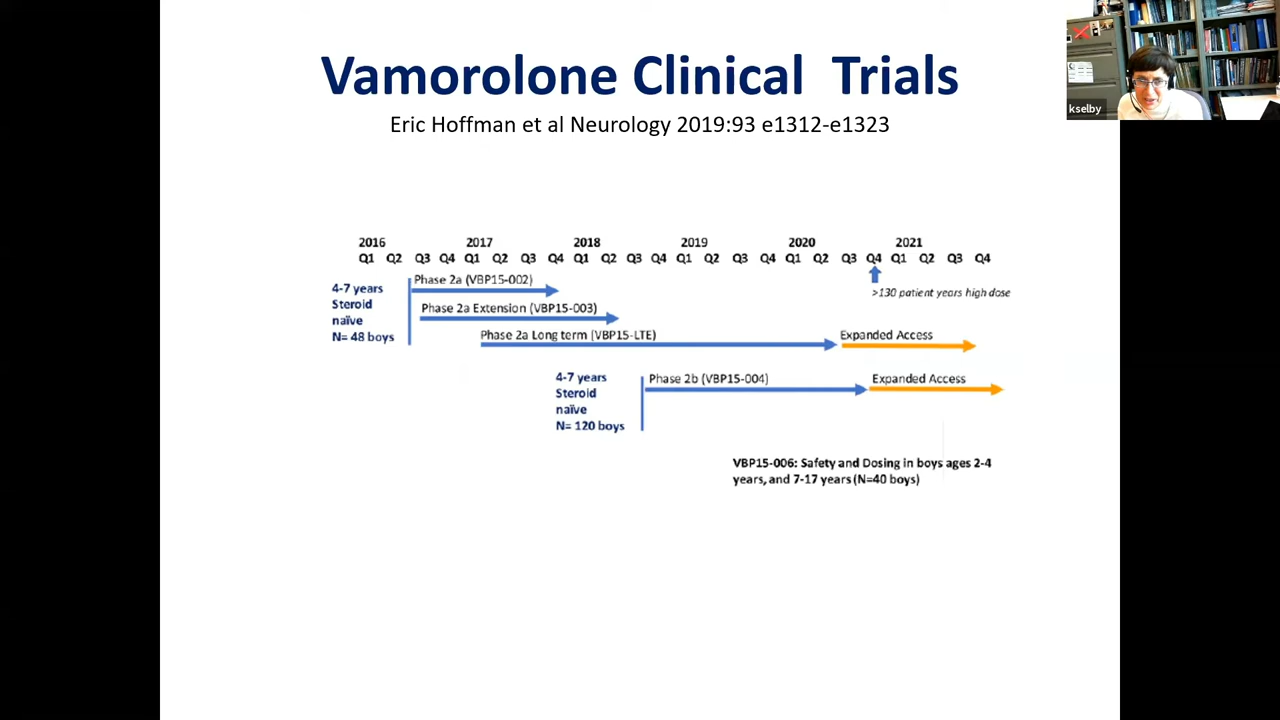 Vamorolone Clinical Trials
Eric Hoffman et al Neurology 2019:93 e1312-e1323
kselby
2016 2017 2018 2019 2020 2021
Q1 Q2 Q3 Q4 Q1 Q2 Q3 Q4 Q1 Q2 Q3 Q4 Q1 Q2 Q3 Q4 Q1 Q2 Q3 Q4 Q1 Q2 Q3 Q4
4-7 years
Steroid
naïve
N= 48 boys
Phase 2a (VBP15-002)
Phase 2a Extension (VBP15-003)
Phase 2a Long term (VBP15-LTE)
Expanded Access
>130 patient years high dose
4-7 years
Steroid
naïve
N= 120 boys
Phase 2b (VBP15-004)
Expanded Access
VBP15-006: Safety and Dosing in boys ages 2-4
years, and 7-17 years (N=40 boys)